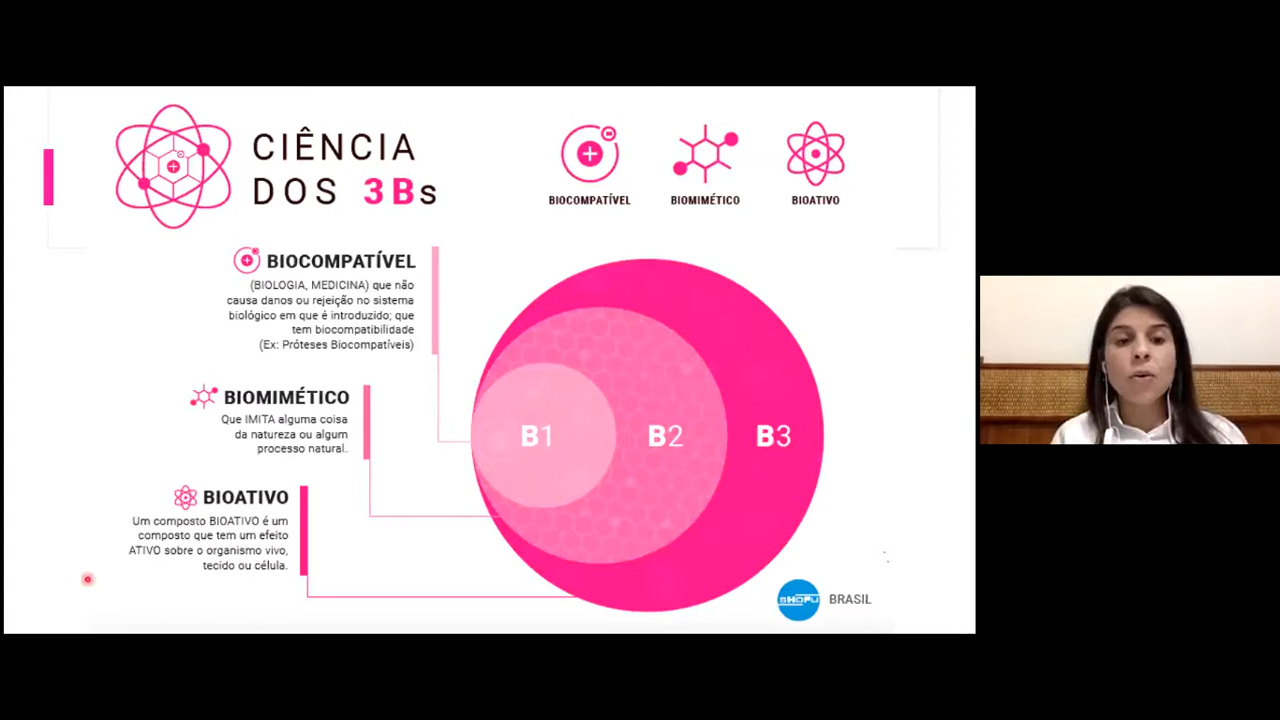 CIÊNCIA
DOS 3Bs
BIOCOMPATÍVEL
BIOMIMÉTICO
BIOATIVO
BIOCOMPATÍVEL
(BIOLOGIA, MEDICINA) que não
causa danos ou rejeição no sistema
biológico em que é introduzido; que
tem biocompatibilidade
(Ex: Próteses Biocompatíveis)
BIOMIMÉTICO
Que IMITA alguma coisa
da natureza ou algum
processo natural.
BIOATIVO
Um composto BIOATIVO é um
composto que tem um efeito
ATIVO sobre o organismo vivo,
tecido ou célula.
B1
B2
B3
SHOFU
BRASIL